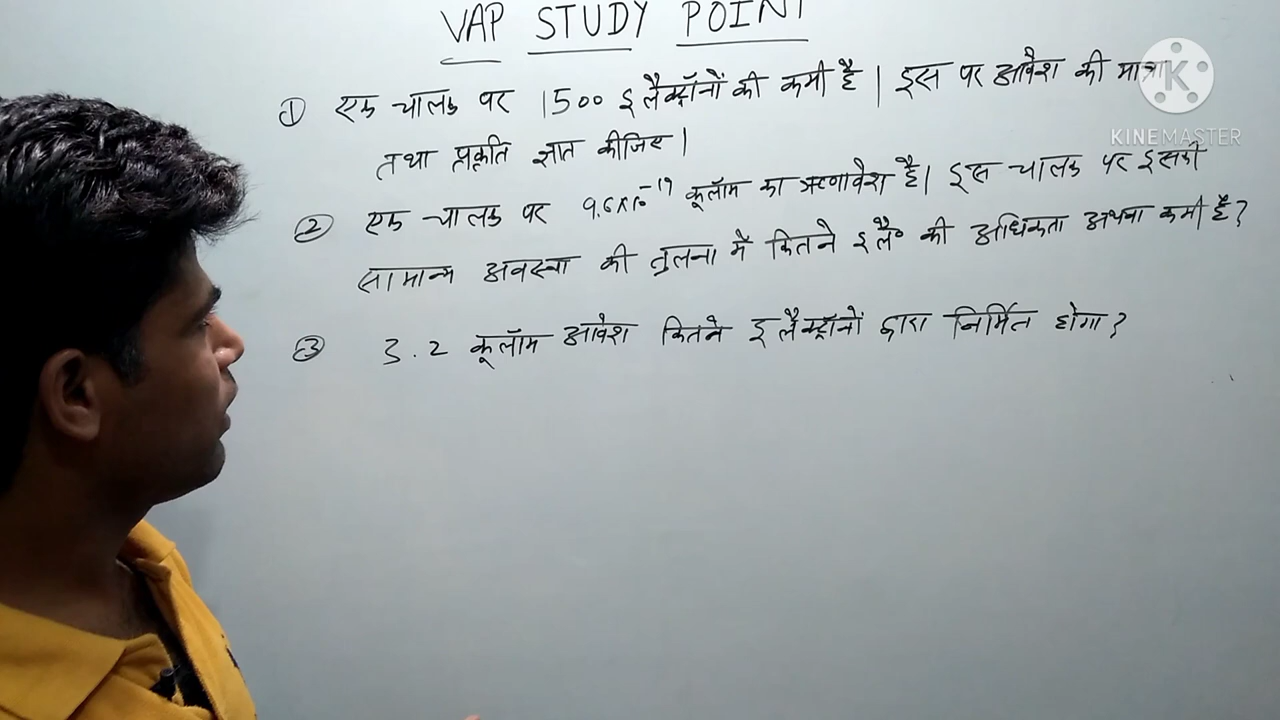 VAP STUDY POINT
① एक चालक पर 1500 इलैक्ट्रॉनों की कमी है | इस पर आवेश की मात्रा
तथा प्रकृति ज्ञात कीजिए |
② एक चालक पर 9.6×10⁻¹⁹ कूलॉम का ऋणावेश है | इस चालक पर इसकी
सामान्य अवस्था की तुलना में कितने इलै० की अधिकता अथवा कमी है ?
③ 3.2 कूलॉम आवेश कितने इलैक्ट्रॉनों द्वारा निर्मित होगा ?
K
KINEMASTER